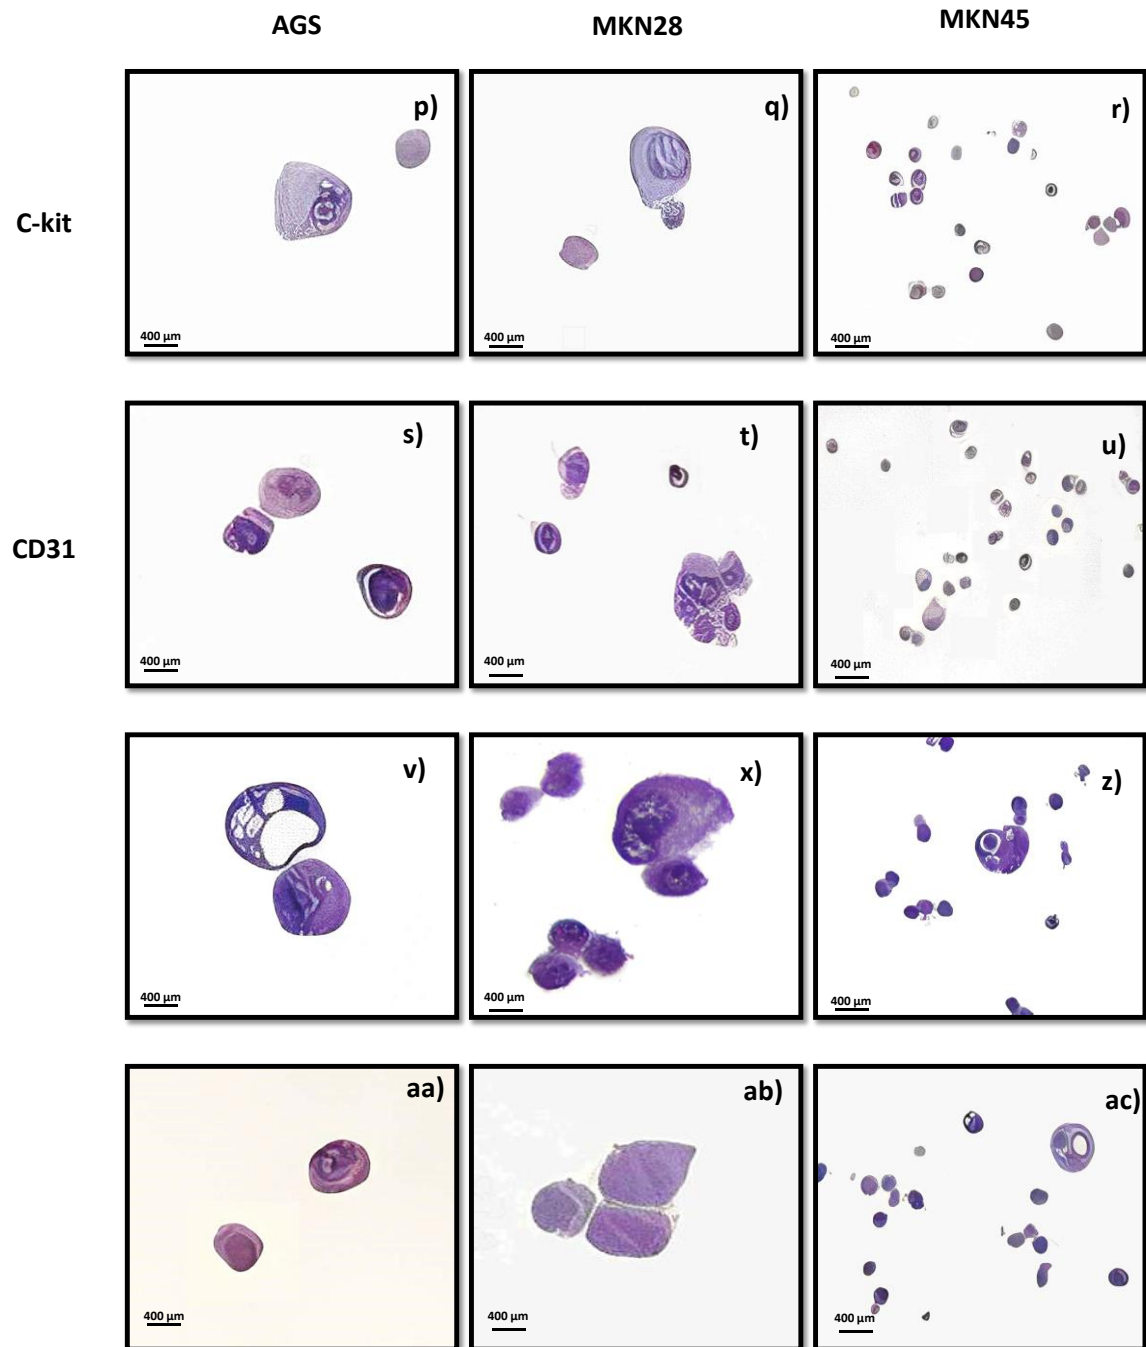 AGS MKN28 MKN45
C-kit
p) q) r)
400 µm 400 µm 400 µm
CD31
s) t) u)
400 µm 400 µm 400 µm
v) x) z)
400 µm 400 µm 400 µm
aa) ab) ac)
400 µm 400 µm 400 µm